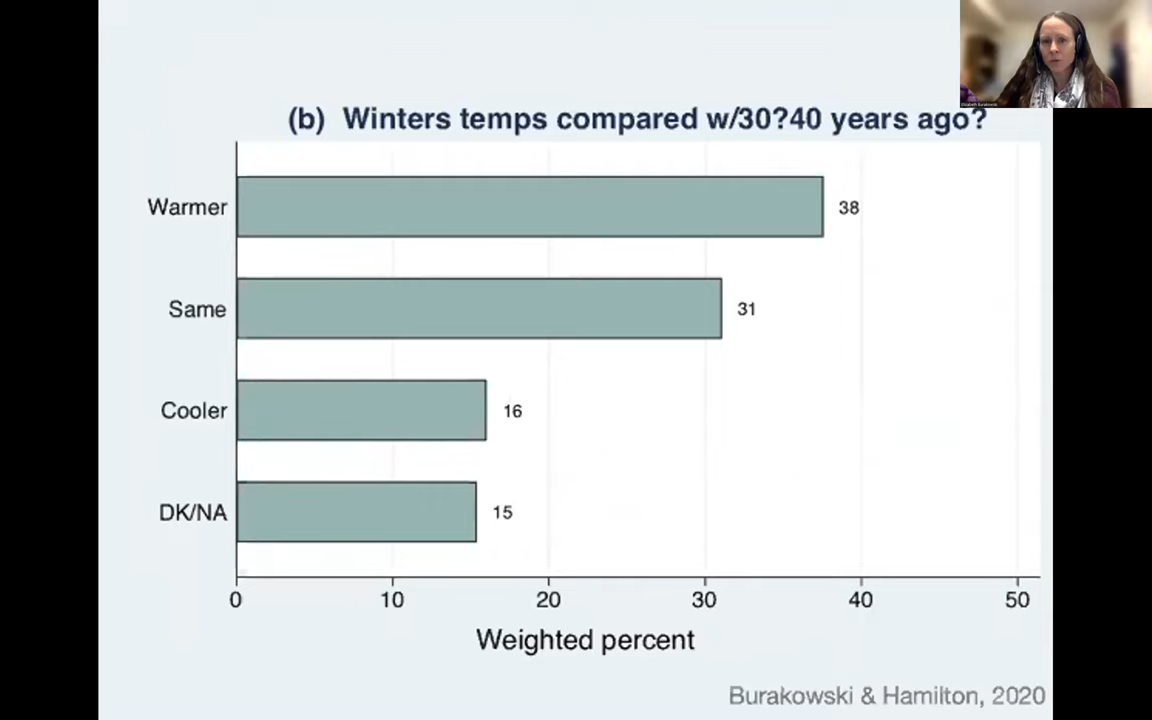 (b) Winters temps compared w/30?40 years ago?
Warmer
38
Same
31
Cooler
16
DK/NA
15
0 10 20 30 40 50
Weighted percent
Burakowski & Hamilton, 2020